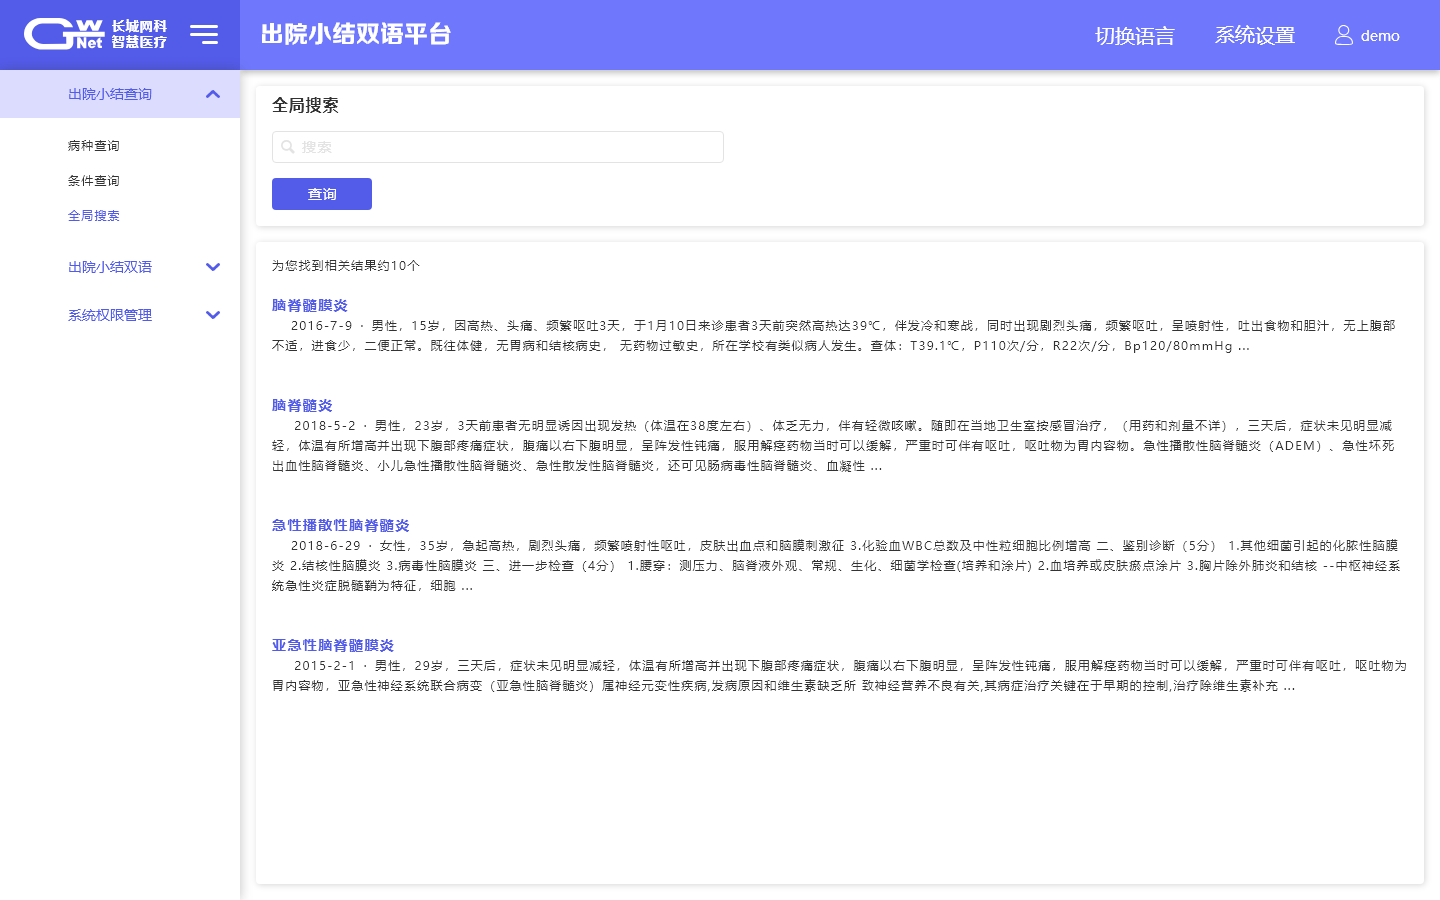 GW Net 长城网科 智慧医疗
出院小结双语平台
切换语言 系统设置 demo
出院小结查询
病种查询
条件查询
全局搜索
出院小结双语
系统权限管理
全局搜索
搜索
查询
为您找到相关结果约10个
脑脊髓膜炎
2016-7-9 · 男性，15岁，因高热、头痛、频繁呕吐3天，于1月10日来诊患者3天前突然高热达39℃，伴发冷和寒战，同时出现剧烈头痛，频繁呕吐，呈喷射性，吐出食物和胆汁，无上腹部
不适，进食少，二便正常。既往体健，无胃病和结核病史， 无药物过敏史，所在学校有类似病人发生。查体：T39.1℃，P110次/分，R22次/分，Bp120/80mmHg ...
脑脊髓炎
2018-5-2 · 男性，23岁，3天前患者无明显诱因出现发热（体温在38度左右）、体乏无力，伴有轻微咳嗽。随即在当地卫生室按感冒治疗，（用药和剂量不详），三天后，症状未见明显减
轻，体温有所增高并出现下腹部疼痛症状，腹痛以右下腹明显，呈阵发性钝痛，服用解痉药物当时可以缓解，严重时可伴有呕吐，呕吐物为胃内容物。急性播散性脑脊髓炎（ADEM）、急性坏死
出血性脑脊髓炎、小儿急性播散性脑脊髓炎、急性散发性脑脊髓炎，还可见肠病毒性脑脊髓炎、血凝性 ...
急性播散性脑脊髓炎
2018-6-29 · 女性，35岁，急起高热，剧烈头痛，频繁喷射性呕吐，皮肤出血点和脑膜刺激征 3.化验血WBC总数及中性粒细胞比例增高 二、鉴别诊断（5分） 1.其他细菌引起的化脓性脑膜
炎 2.结核性脑膜炎 3.病毒性脑膜炎 三、进一步检查（4分） 1.腰穿：测压力、脑脊液外观、常规、生化、细菌学检查(培养和涂片) 2.血培养或皮肤瘀点涂片 3.胸片除外肺炎和结核 --中枢神经系
统急性炎症脱髓鞘为特征，细胞 ...
亚急性脑脊髓膜炎
2015-2-1 · 男性，29岁，三天后，症状未见明显减轻，体温有所增高并出现下腹部疼痛症状，腹痛以右下腹明显，呈阵发性钝痛，服用解痉药物当时可以缓解，严重时可伴有呕吐，呕吐物为
胃内容物，亚急性神经系统联合病变（亚急性脑脊髓炎）属神经元变性疾病,发病原因和维生素缺乏所 致神经营养不良有关,其病症治疗关键在于早期的控制,治疗除维生素补充 ...